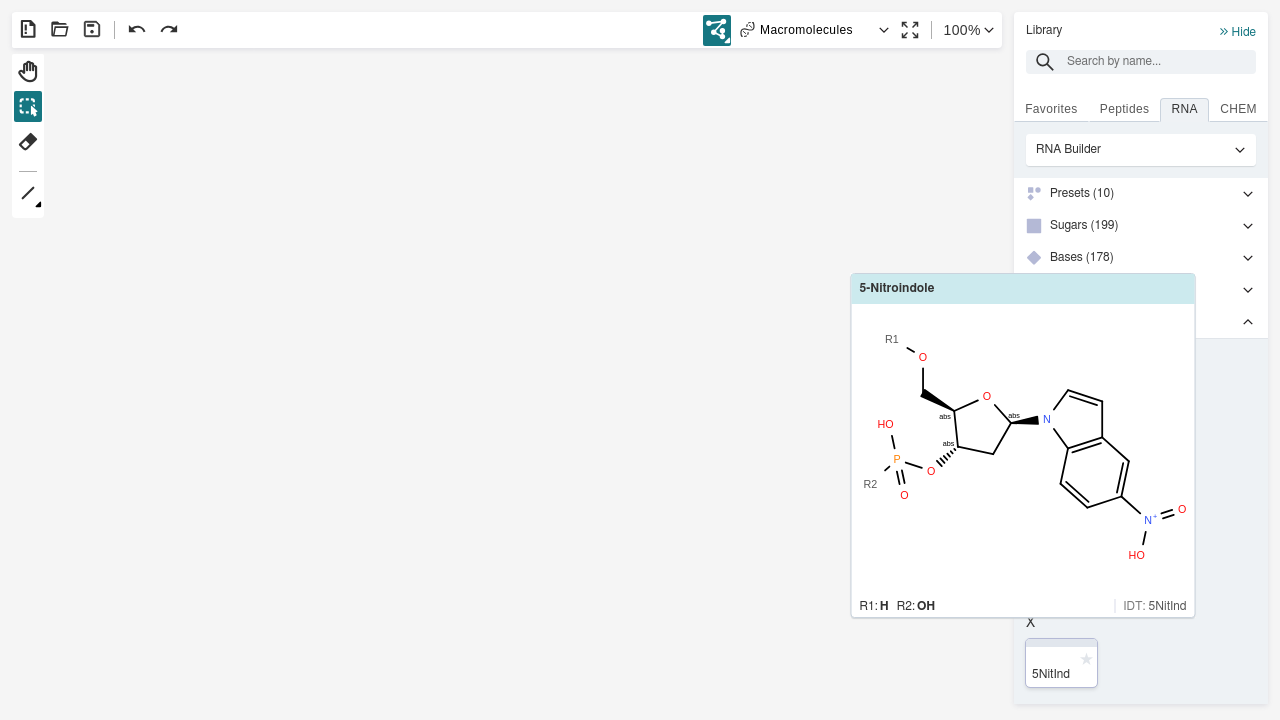 Macromolecules
100%
Library
Hide
Search by name...
Favorites
Peptides
RNA
CHEM
RNA Builder
Presets (10)
Sugars (199)
Bases (178)
5-Nitroindole
R1
O
O
abs
abs
N
HO
abs
P
O
R2
O
N+
O
HO
R1: H R2: OH
IDT: 5NitInd
X
5NitInd